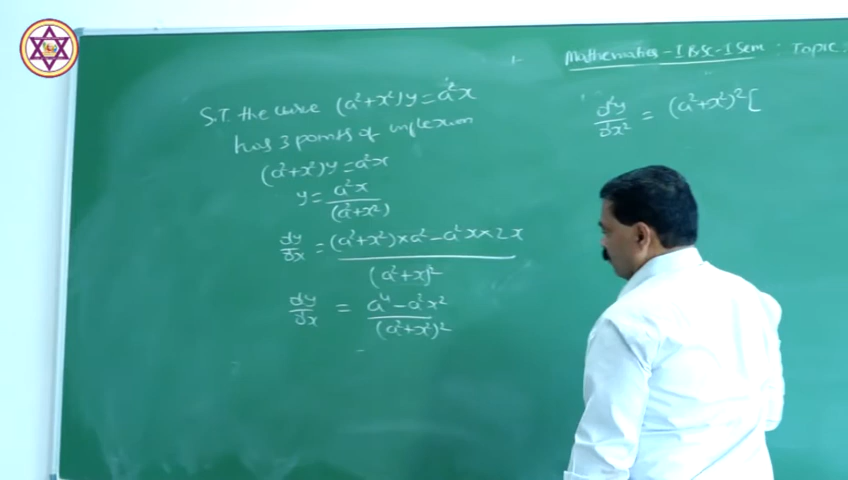 Mathematics - I B.Sc - I Sem : Topic :
S.T. the curve (a²+x²)y = a²x
has 3 points of inflexion
(a²+x²)y = a²x
y = a²x / (a²+x²)
dy/dx = (a²+x²)×a² - a²x×2x / (a²+x)²
dy/dx = a⁴ - a²x² / (a²+x²)²
d²y/dx² = (a²+x²)² [